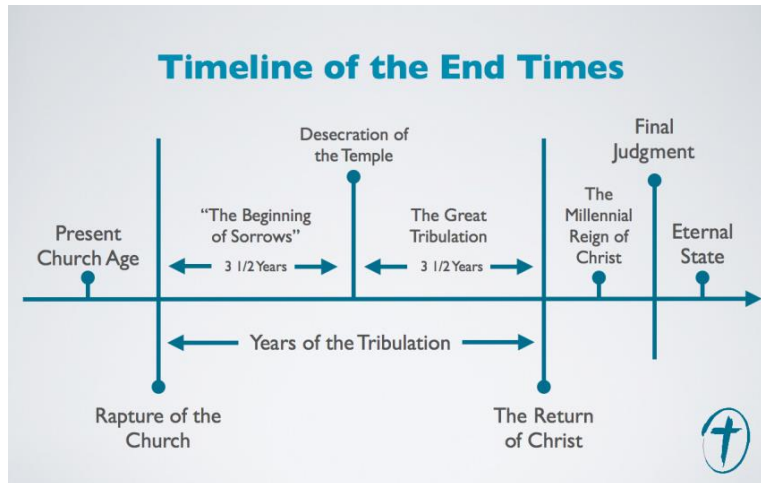 Timeline of the End Times
Desecration of
the Temple
Final
Judgment
Present
Church Age
“The Beginning
of Sorrows”
3 1/2 Years
The Great
Tribulation
3 1/2 Years
The
Millennial
Reign of
Christ
Eternal
State
Years of the Tribulation
Rapture of the
Church
The Return
of Christ